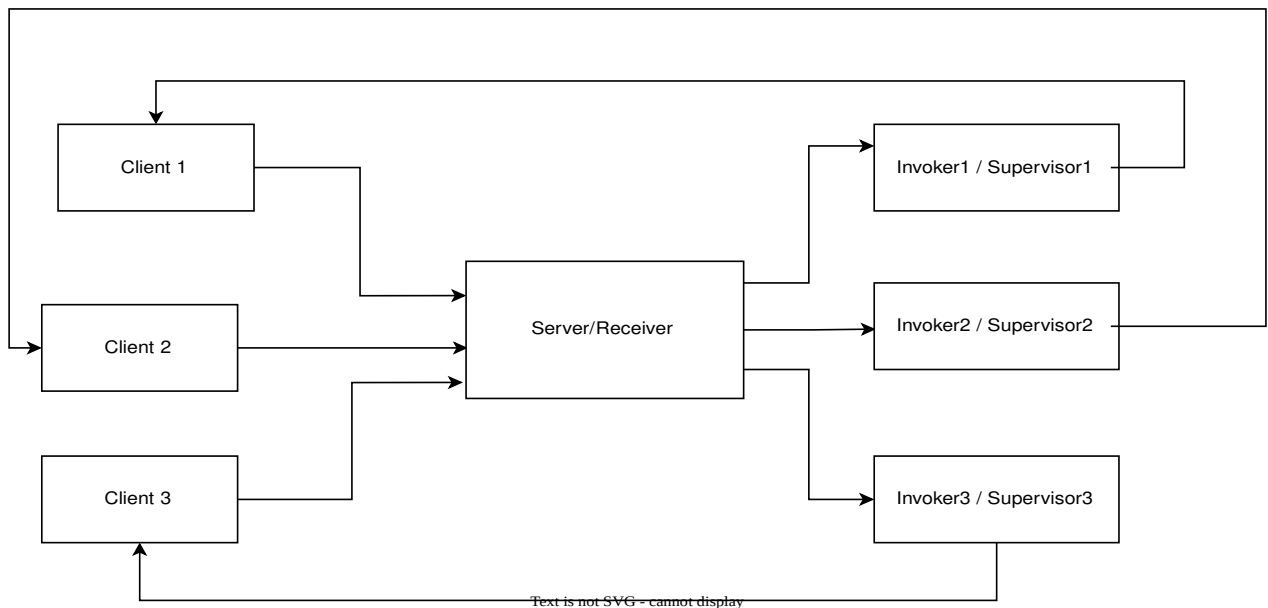 Client 1
Invoker1 / Supervisor1
Server/Receiver
Invoker2 / Supervisor2
Client 2
Client 3
Invoker3 / Supervisor3
Text is not SVG - cannot display